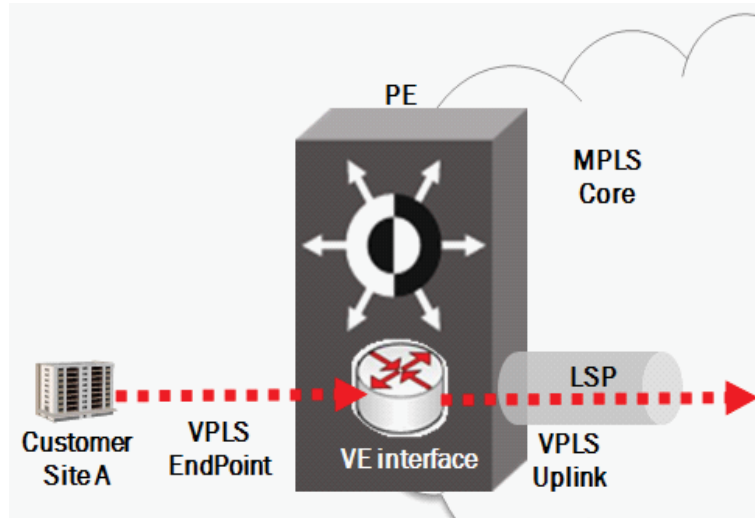 PE
MPLS
Core
LSP
Customer
Site A
VPLS
EndPoint
VE interface
VPLS
Uplink